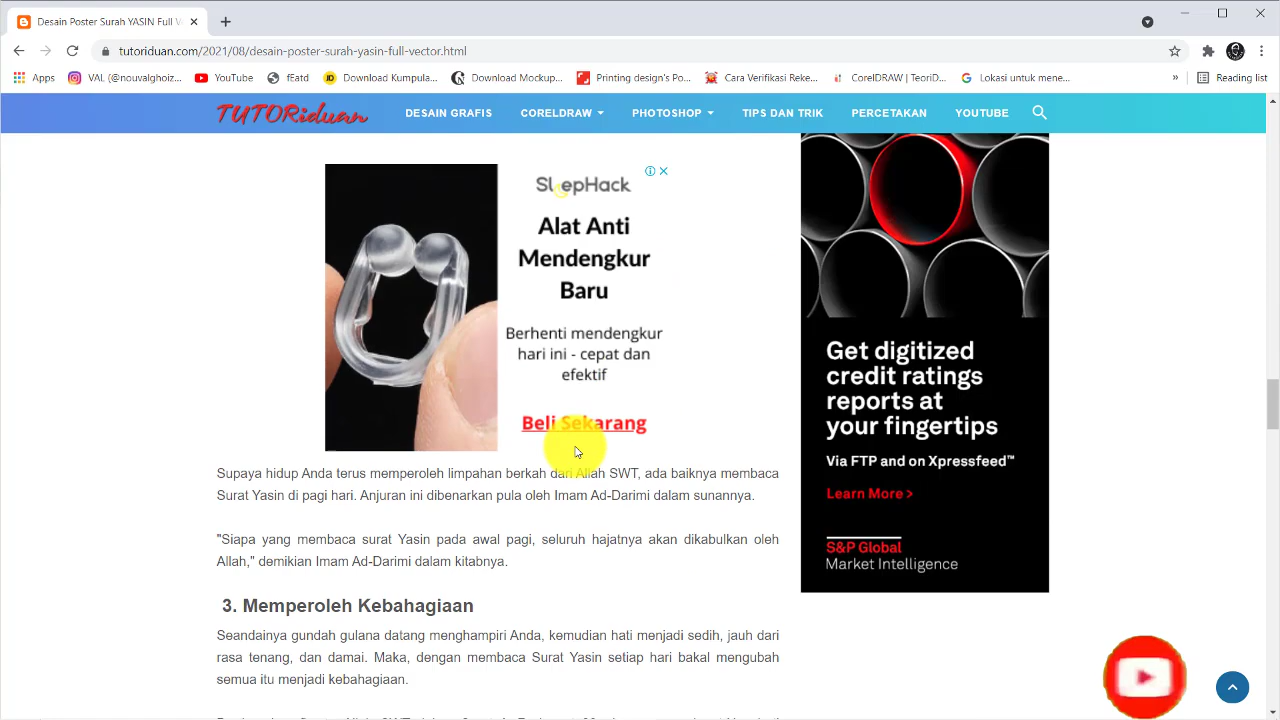 Desain Poster Surah YASIN Full V
tutoriduan.com/2021/08/desain-poster-surah-yasin-full-vector.html
Apps
VAL (@nouvalghoiz...
YouTube
Catd
Download Kumpula...
Download Mockup...
Printing design's Po...
Cara Verifikasi Reke...
CorelDRAW( TeoriD...
Lokasi untuk mene...
»
Reading list
TUTORiduan
DESAIN GRAFIS
CORELDRAW
PHOTOSHOP
TIPS DAN TRIK
PERCETAKAN
YOUTUBE
SleepHack
Alat Anti
Mendengkur
Baru
Berhenti mendengkur
hari ini - cepat dan
efektif
Beli Sekarang
Get digitized
credit ratings
reports at
your fingertips
Via FTP and on Xpressfeed™
Learn More >
S&P Global
Market Intelligence
Supaya hidup Anda terus memperoleh limpahan berkah dari Allah SWT, ada baiknya membaca
Surat Yasin di pagi hari. Anjuran ini dibenarkan pula oleh Imam Ad-Darimi dalam sunannya.
"Siapa yang membaca surat Yasin pada awal pagi, seluruh hajatnya akan dikabulkan oleh
Allah," demikian Imam Ad-Darimi dalam kitabnya.
3. Memperoleh Kebahagiaan
Seandainya gundah gulana datang menghampiri Anda, kemudian hati menjadi sedih, jauh dari
rasa tenang, dan damai. Maka, dengan membaca Surat Yasin setiap hari bakal mengubah
semua itu menjadi kebahagiaan.